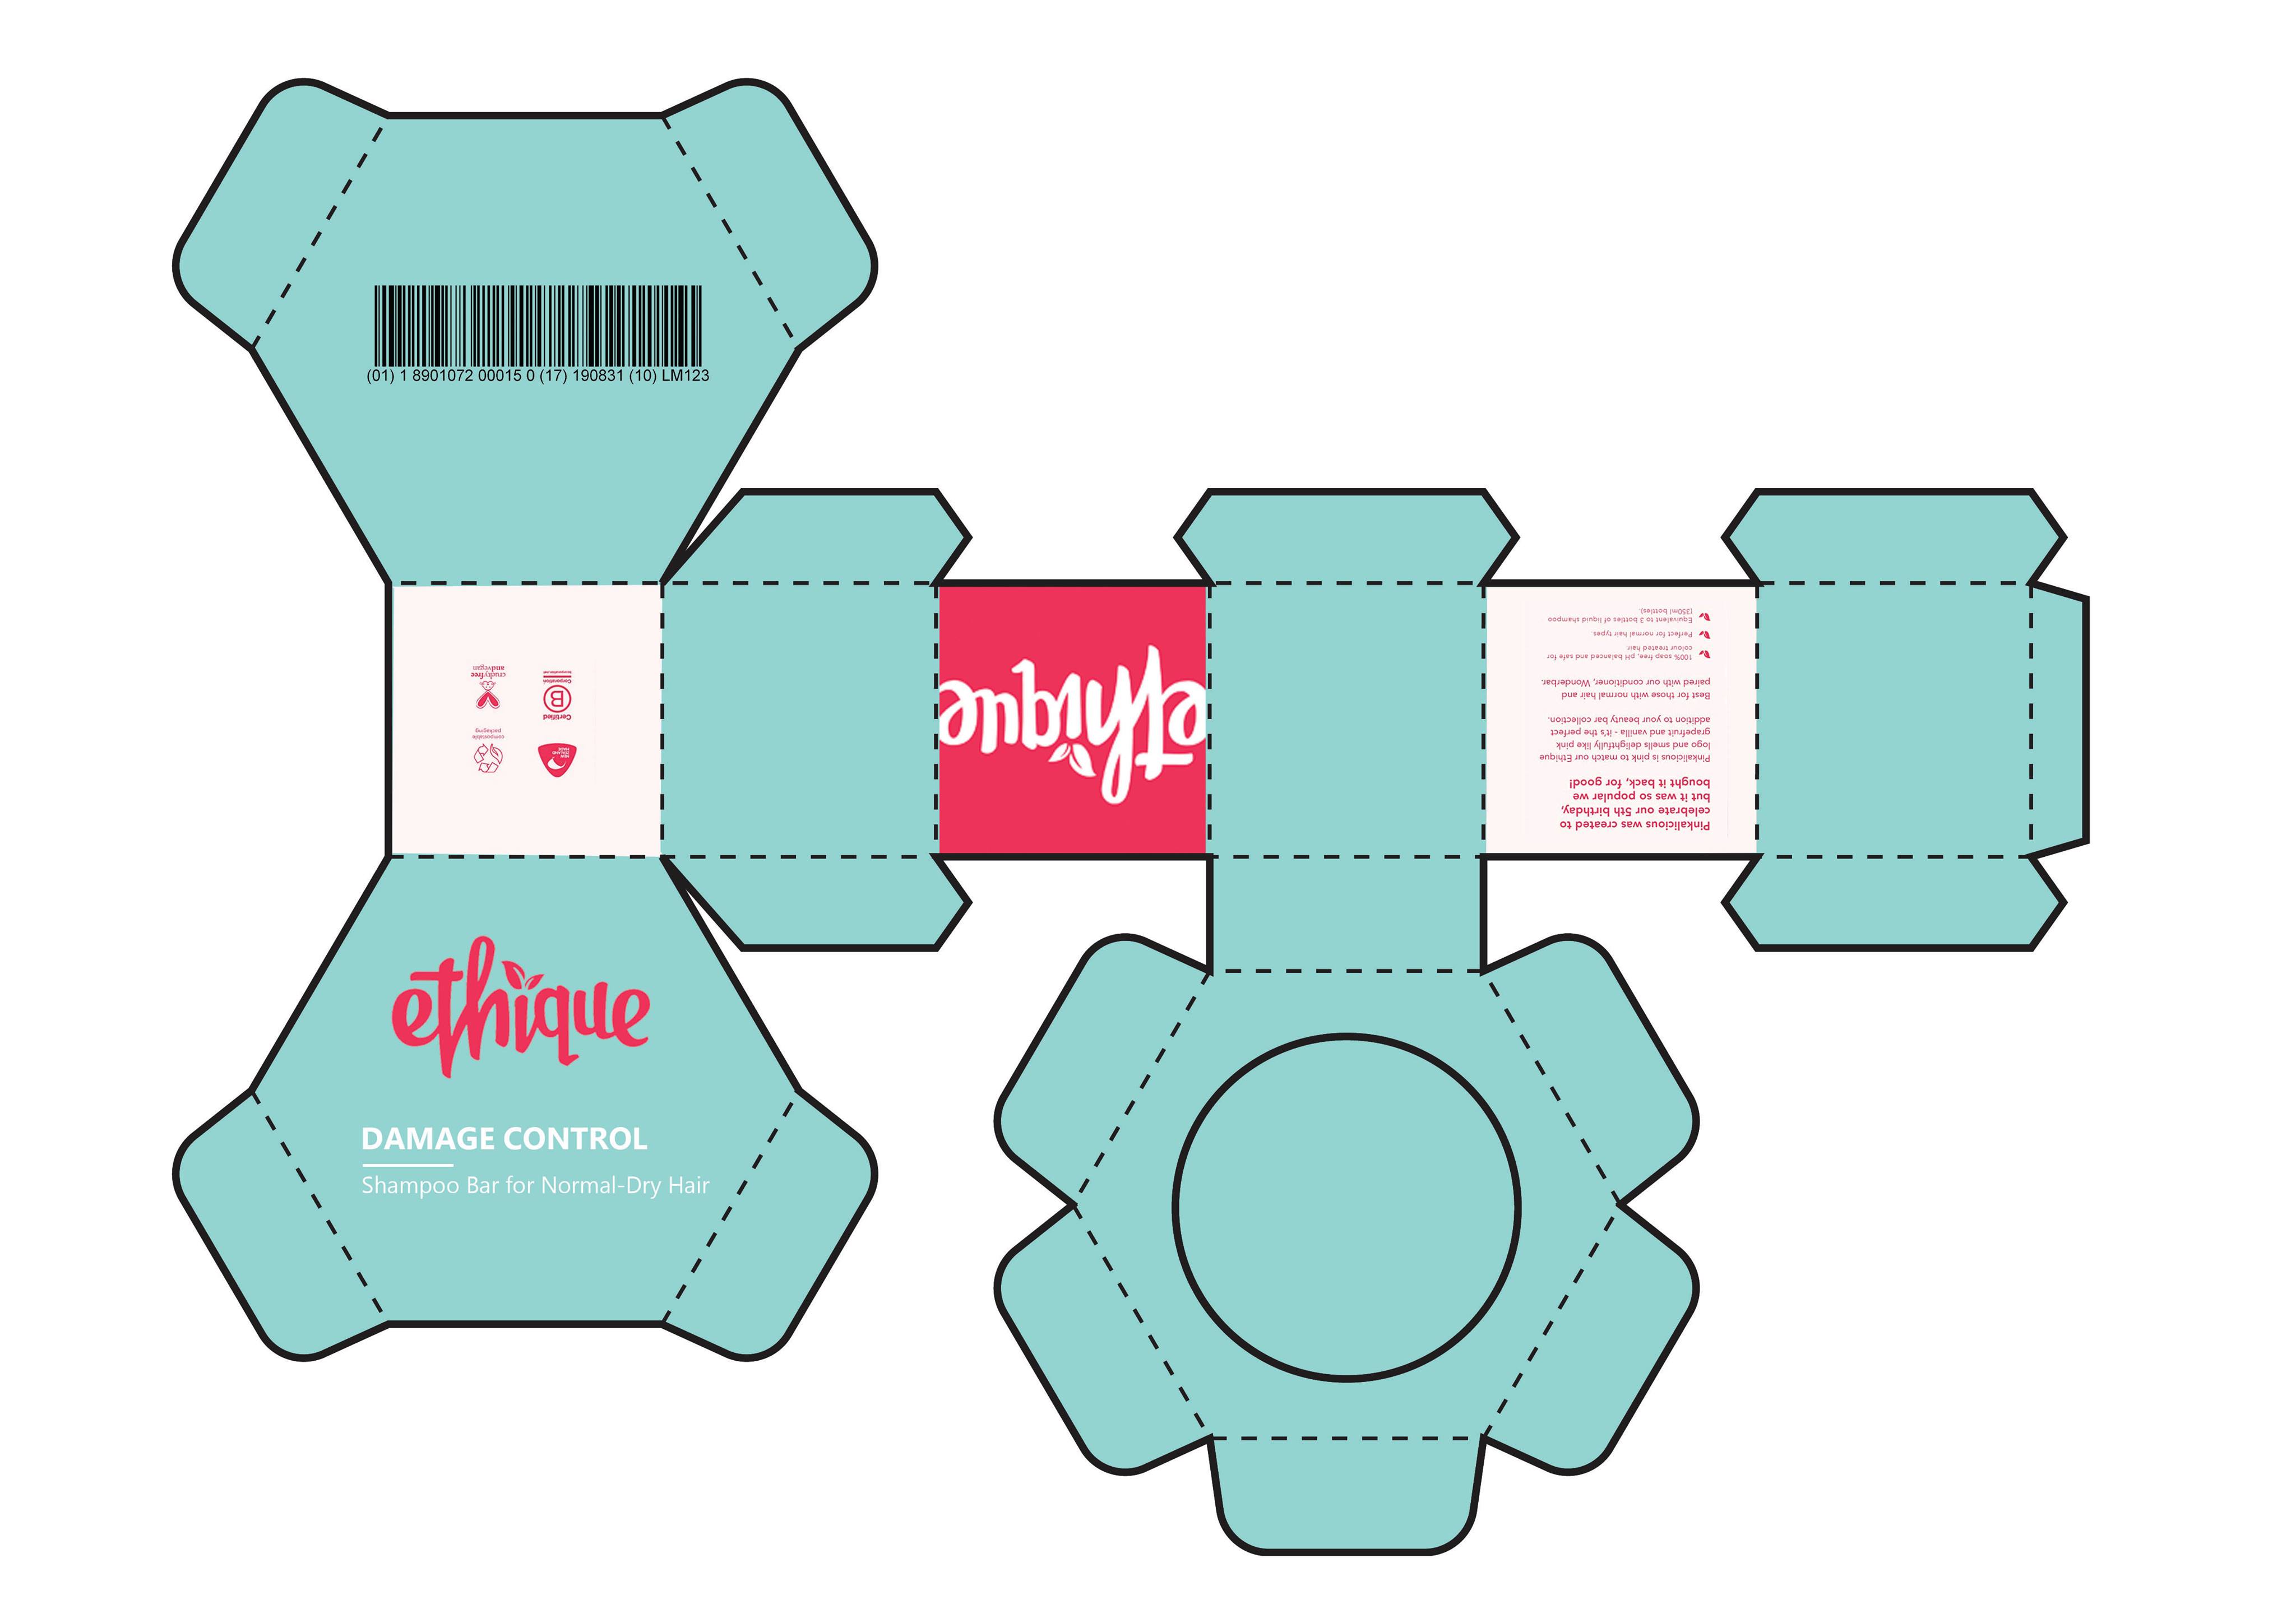 (01) 1 8901072 00015 0 (17) 190831 (10) LM123
NEW
ZEALAND
MADE
compostable
packaging
Certified
B
Corporation
crueltyfree
andvegan
ethique
Pinkalicious was created to
celebrate our 5th birthday,
but it was so popular we
bought it back, for good!
Pinkalicious is pink to match our Ethique
logo and smells delightfully like pink
grapefruit and vanilla - it's the perfect
addition to your beauty bar collection.
Best for those with normal hair and
paired with our conditioner, Wonderbar.
100% soap free, pH balanced and safe for
colour treated hair
Perfect for normal hair types.
Equivalent to 3 bottles of liquid shampoo
(350ml bottles).
ethique
DAMAGE CONTROL
Shampoo Bar for Normal-Dry Hair